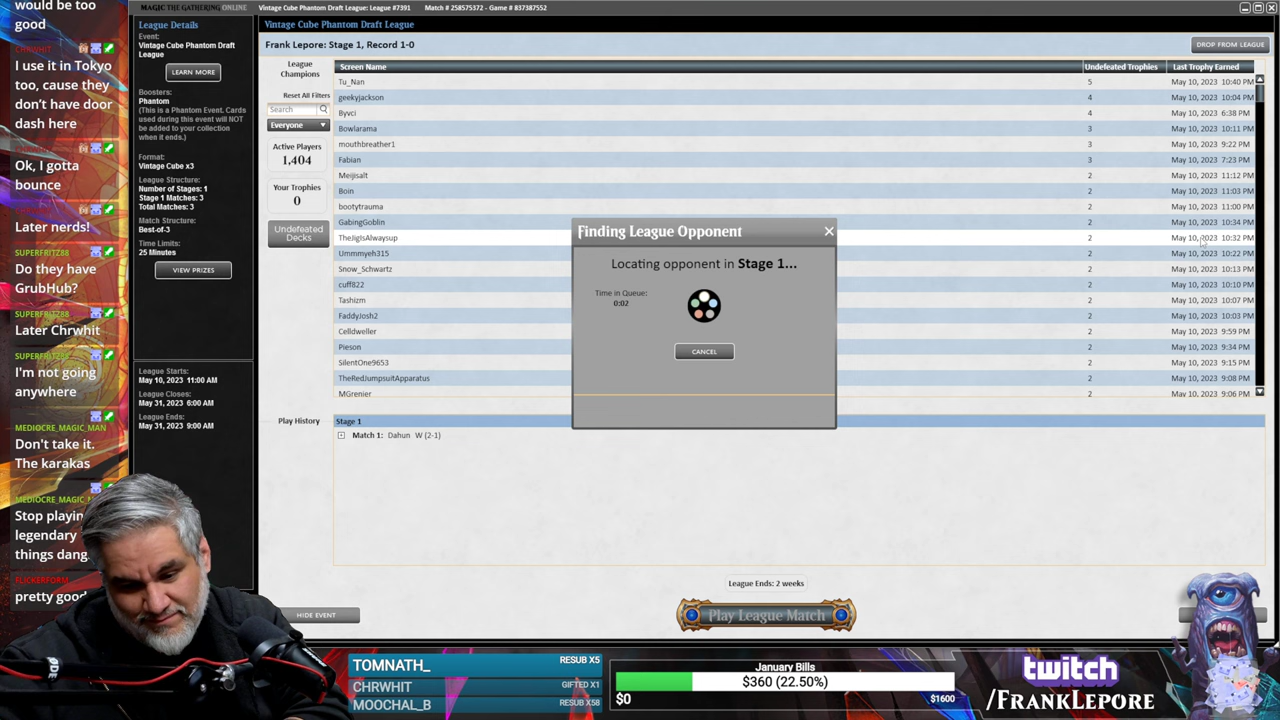 would be too
good
CHRWHIT
I use it in Tokyo
too, cause they
don't have door
dash here
Ok, I gotta
bounce
Later nerds!
SUPERFRITZ88
Do they have
GrubHub?
SUPERFRITZ88
Later Chrwhit
SUPERFRITZ88
I'm not going
anywhere
MEDIOCRE_MAGIC_MAN
Don't take it.
The karakas
MEDIOCRE_MAGIC_
Stop playin
legendary
things dang
FLICKERFORM
pretty good
MAGIC THE GATHERING ONLINE
Vintage Cube Phantom Draft League: League #7391
Match # 258575372 - Game # 837387552
League Details
Event:
Vintage Cube Phantom Draft
League
LEARN MORE
Boosters:
Phantom
(This is a Phantom Event. Cards
used during this event will NOT
be added to your collection
when it ends.)
Format:
Vintage Cube x3
League Structure:
Number of Stages: 1
Stage 1 Matches: 3
Total Matches: 3
Match Structure:
Best-of-3
Time Limits:
25 Minutes
VIEW PRIZES
League Starts:
May 10, 2023 11:00 AM
League Closes:
May 31, 2023 6:00 AM
League Ends:
May 31, 2023 9:00 AM
Vintage Cube Phantom Draft League
Frank Lepore: Stage 1, Record 1-0
DROP FROM LEAGUE
League
Champions
Reset All Filters
Search
Everyone
Active Players
1,404
Your Trophies
0
Undefeated
Decks
Screen Name Undefeated Trophies Last Trophy Earned
Tu_Nan 5 May 10, 2023 10:40 PM
geekyjackson 4 May 10, 2023 10:04 PM
Byvci 4 May 10, 2023 6:38 PM
Bowlarama 3 May 10, 2023 10:11 PM
mouthbreather1 3 May 10, 2023 9:22 PM
Fabian 3 May 10, 2023 7:23 PM
Meijisalt 2 May 10, 2023 11:12 PM
Boin 2 May 10, 2023 11:03 PM
bootytrauma 2 May 10, 2023 11:00 PM
GabingGoblin 2 May 10, 2023 10:34 PM
TheJigIsAlwaysup 2 May 10, 2023 10:32 PM
Ummmyeh315 2 May 10, 2023 10:22 PM
Snow_Schwartz 2 May 10, 2023 10:13 PM
cuff822 2 May 10, 2023 10:10 PM
Tashizm 2 May 10, 2023 10:07 PM
FaddyJosh2 2 May 10, 2023 10:03 PM
Celldweller 2 May 10, 2023 9:59 PM
Pieson 2 May 10, 2023 9:34 PM
SilentOne9653 2 May 10, 2023 9:15 PM
TheRedJumpsuitApparatus 2 May 10, 2023 9:08 PM
MGrenier 2 May 10, 2023 9:06 PM
Finding League Opponent
Locating opponent in Stage 1...
Time in Queue:
0:02
CANCEL
Play History
Stage 1
Match 1: Dahun W (2-1)
League Ends: 2 weeks
Play League Match
HIDE EVENT
TOMNATH_ RESUB X5
CHRWHIT GIFTED X1
MOOCHAL_B RESUB X58
January Bills
$360 (22.50%)
$0 $1600
twitch
/FRANKLEPORE